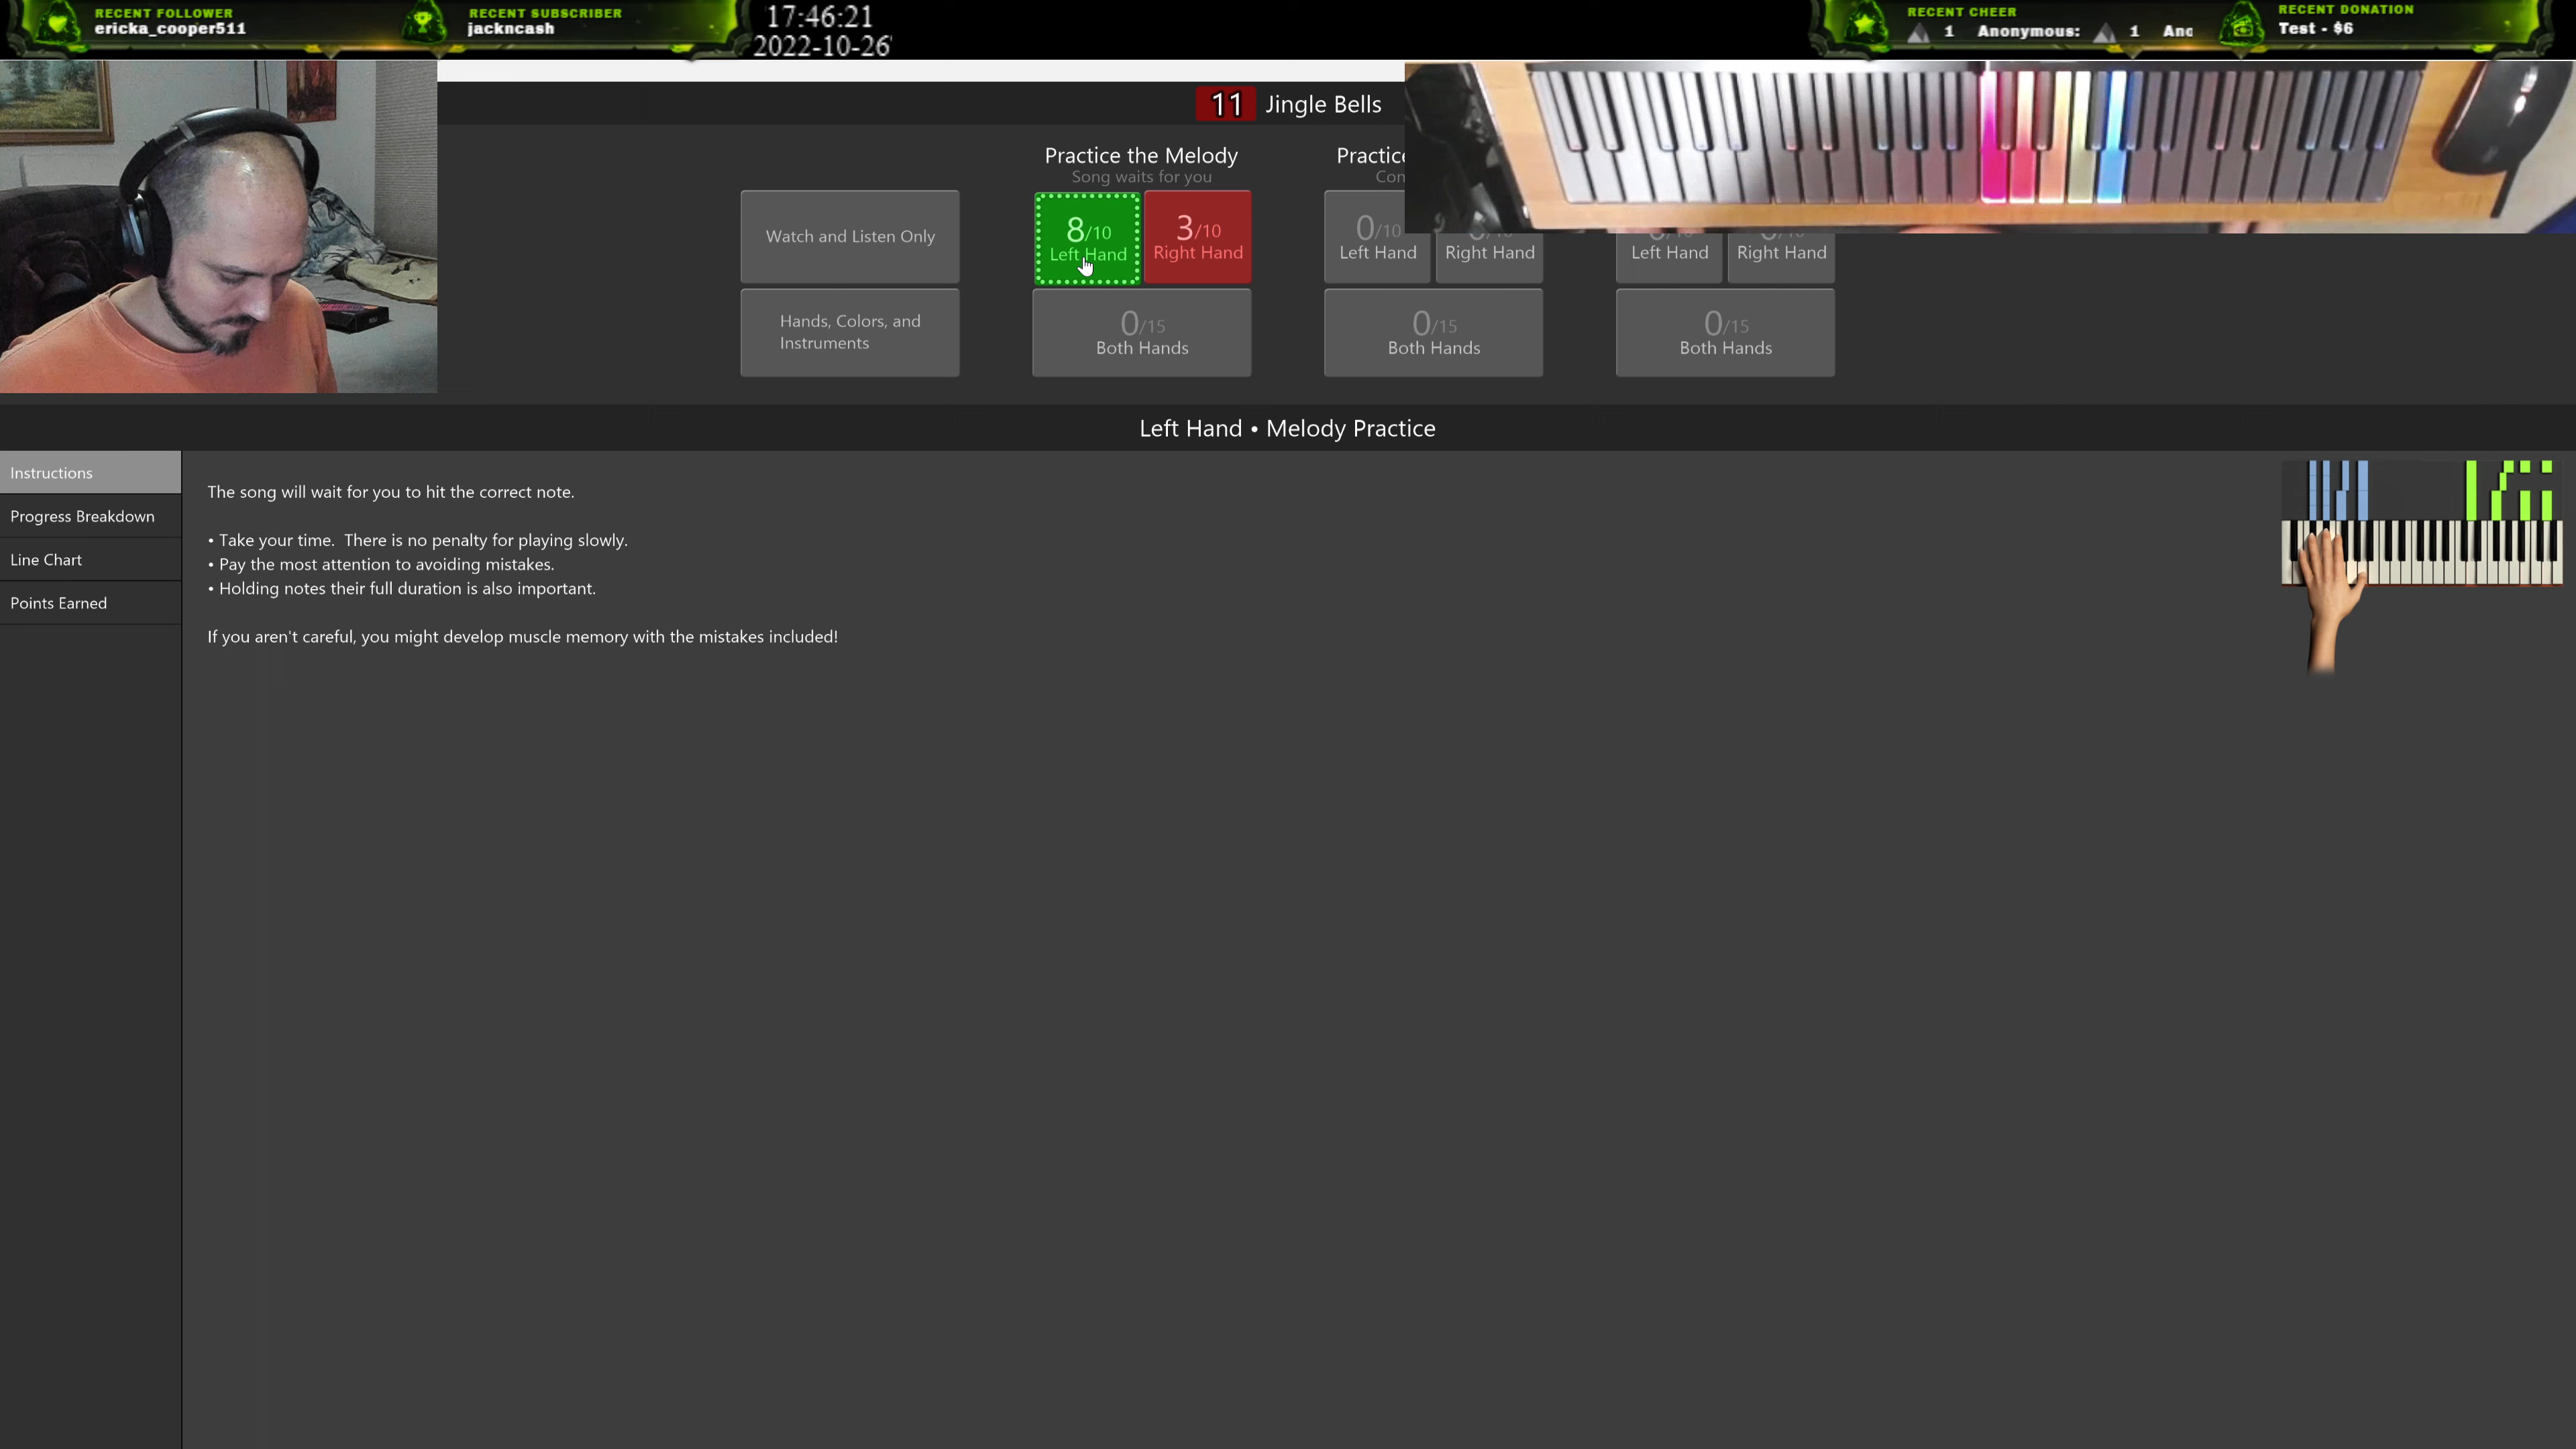 RECENT FOLLOWER
ericka_cooper511
RECENT SUBSCRIBER
jackncash
17:46:21
2022-10-26
RECENT CHEER
1 Anonymous: 1
RECENT DONATION
Test - $6
11 Jingle Bells
Practice the Melody
Song waits for you
Practice
Watch and Listen Only
8/10
Left Hand
3/10
Right Hand
0/10
Left Hand
Right Hand
Left Hand
Right Hand
Hands, Colors, and
Instruments
0/15
Both Hands
0/15
Both Hands
0/15
Both Hands
Left Hand • Melody Practice
Instructions
Progress Breakdown
Line Chart
Points Earned
The song will wait for you to hit the correct note.
• Take your time. There is no penalty for playing slowly.
• Pay the most attention to avoiding mistakes.
• Holding notes their full duration is also important.
If you aren't careful, you might develop muscle memory with the mistakes included!